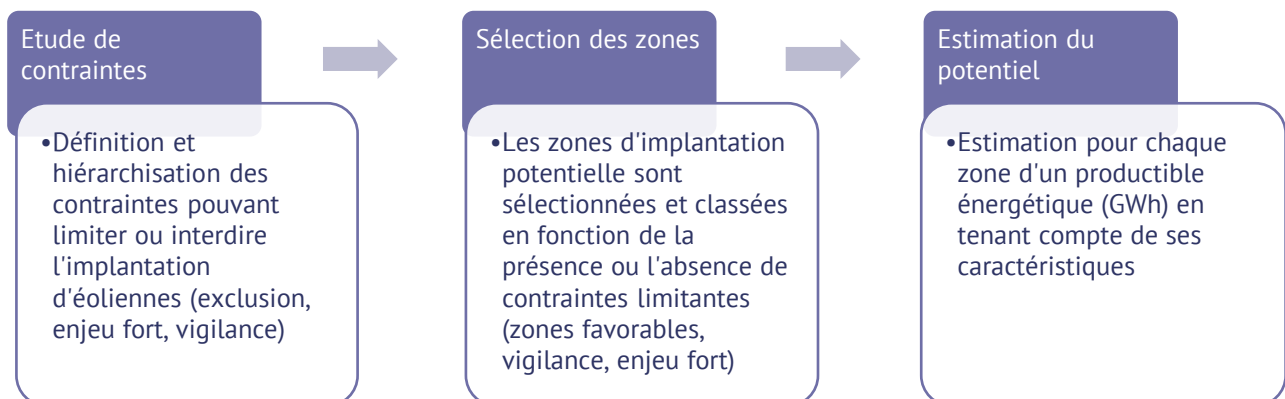 Etude de
contraintes
•Définition et
hiérarchisation des
contraintes pouvant
limiter ou interdire
l'implantation
d'éoliennes (exclusion,
enjeu fort, vigilance)
Sélection des zones
•Les zones d'implantation
potentielle sont
sélectionnées et classées
en fonction de la
présence ou l'absence de
contraintes limitantes
(zones favorables,
vigilance, enjeu fort)
Estimation du
potentiel
•Estimation pour chaque
zone d'un productible
énergétique (GWh) en
tenant compte de ses
caractéristiques